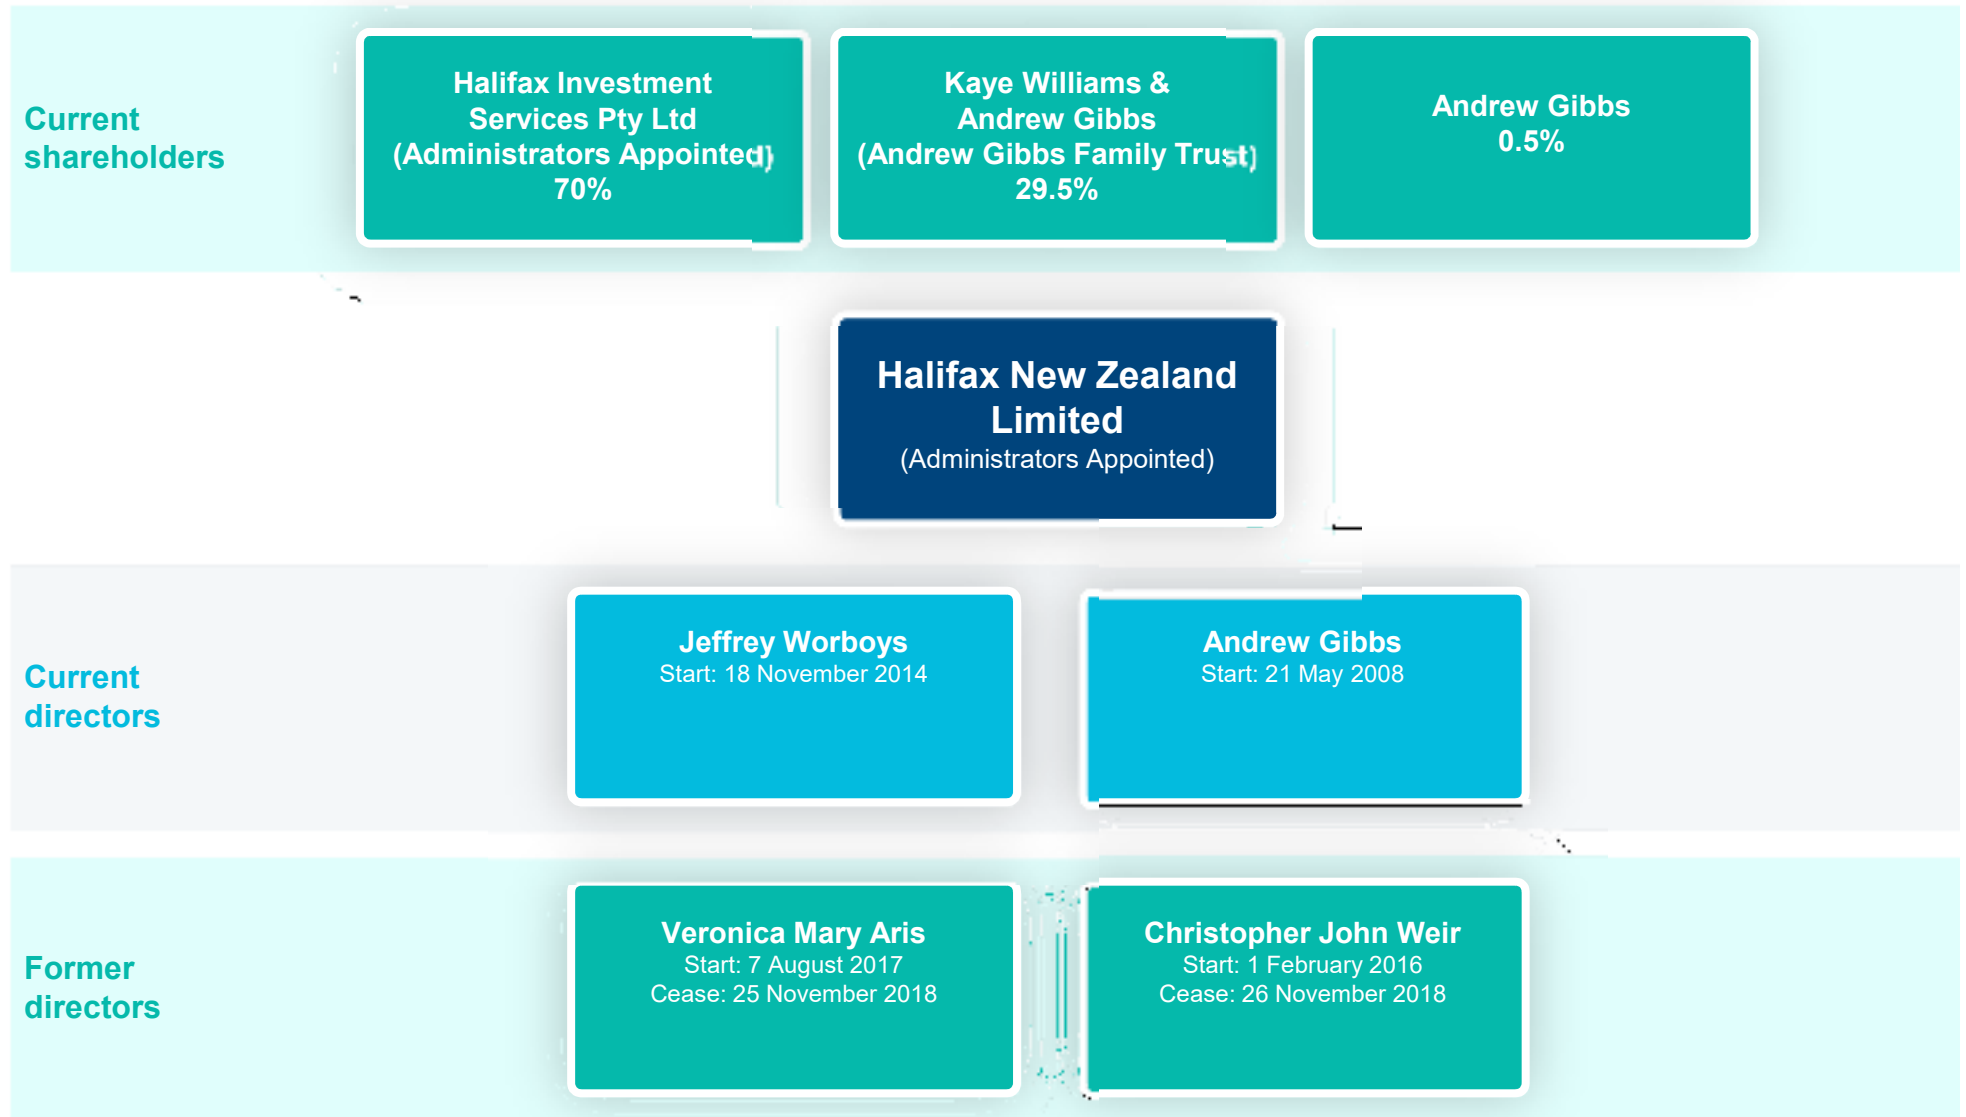 Current
shareholders
Halifax Investment
Services Pty Ltd
(Administrators Appointed)
70%
Kaye Williams &
Andrew Gibbs
(Andrew Gibbs Family Trust)
29.5%
Andrew Gibbs
0.5%
Halifax New Zealand
Limited
(Administrators Appointed)
Current
directors
Jeffrey Worboys
Start: 18 November 2014
Andrew Gibbs
Start: 21 May 2008
Former
directors
Veronica Mary Aris
Start: 7 August 2017
Cease: 25 November 2018
Christopher John Weir
Start: 1 February 2016
Cease: 26 November 2018